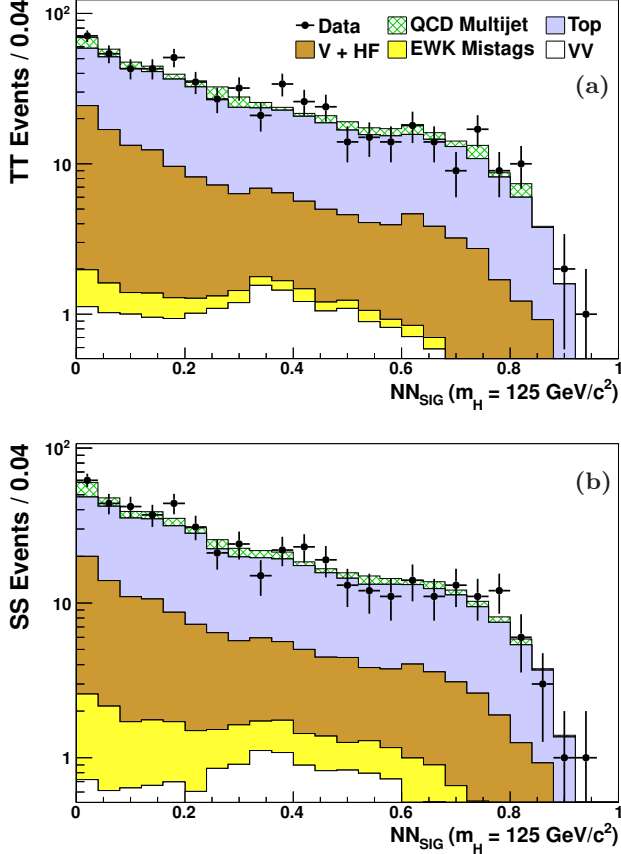 10²
Data QCD Multijet Top
V + HF EWK Mistags VV
(a)
TT Events / 0.04
10
1
0 0.2 0.4 0.6 0.8 1
NN_SIG (m_H = 125 GeV/c²)
10²
(b)
SS Events / 0.04
10
1
0 0.2 0.4 0.6 0.8 1
NN_SIG (m_H = 125 GeV/c²)